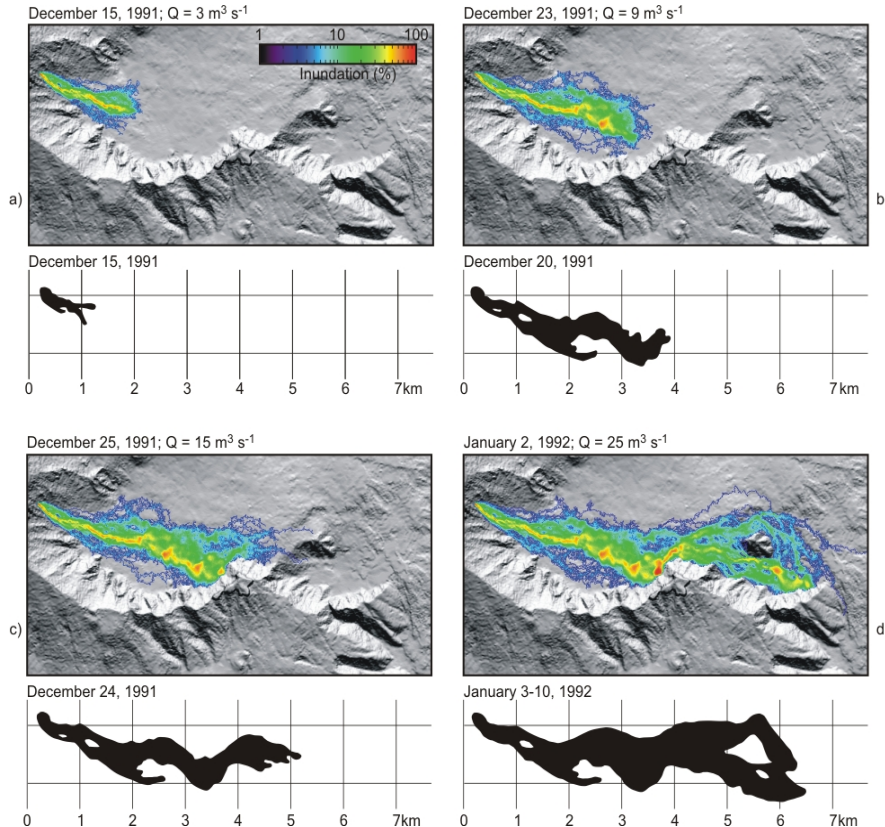 December 15, 1991; Q = 3 m³ s⁻¹
December 23, 1991; Q = 9 m³ s⁻¹
1 10 100
Inundation (%)
a)
b
December 15, 1991
December 20, 1991
0 1 2 3 4 5 6 7km
0 1 2 3 4 5 6 7km
December 25, 1991; Q = 15 m³ s⁻¹
January 2, 1992; Q = 25 m³ s⁻¹
c)
d
December 24, 1991
January 3-10, 1992
0 1 2 3 4 5 6 7km
0 1 2 3 4 5 6 7km